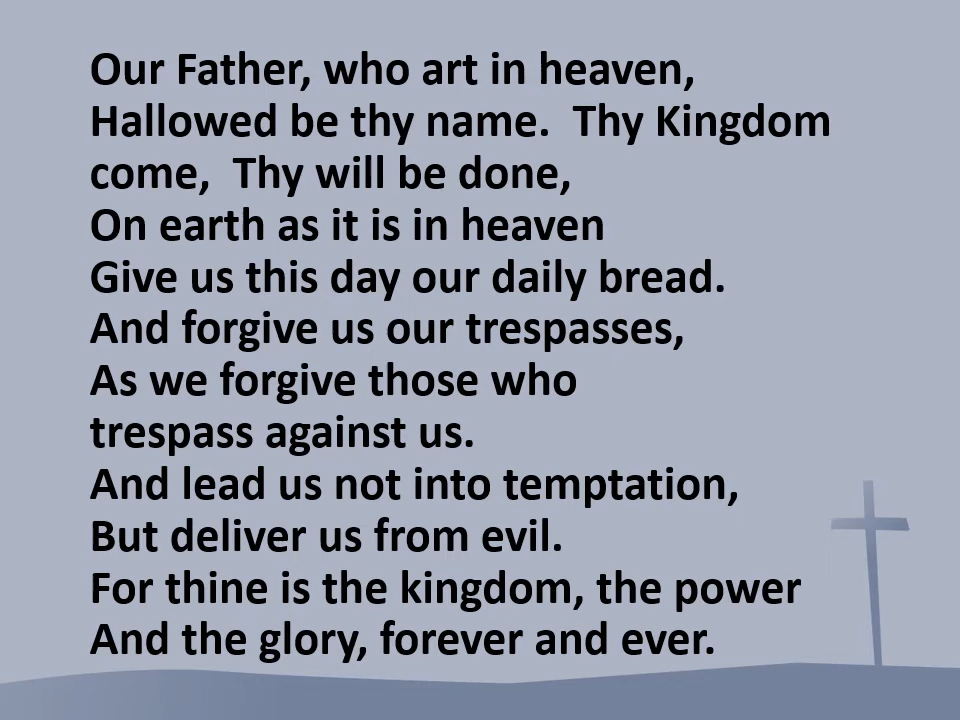 Our Father, who art in heaven,
Hallowed be thy name.  Thy Kingdom
come,  Thy will be done,
On earth as it is in heaven
Give us this day our daily bread.
And forgive us our trespasses,
As we forgive those who
trespass against us.
And lead us not into temptation,
But deliver us from evil.
For thine is the kingdom, the power
And the glory, forever and ever.